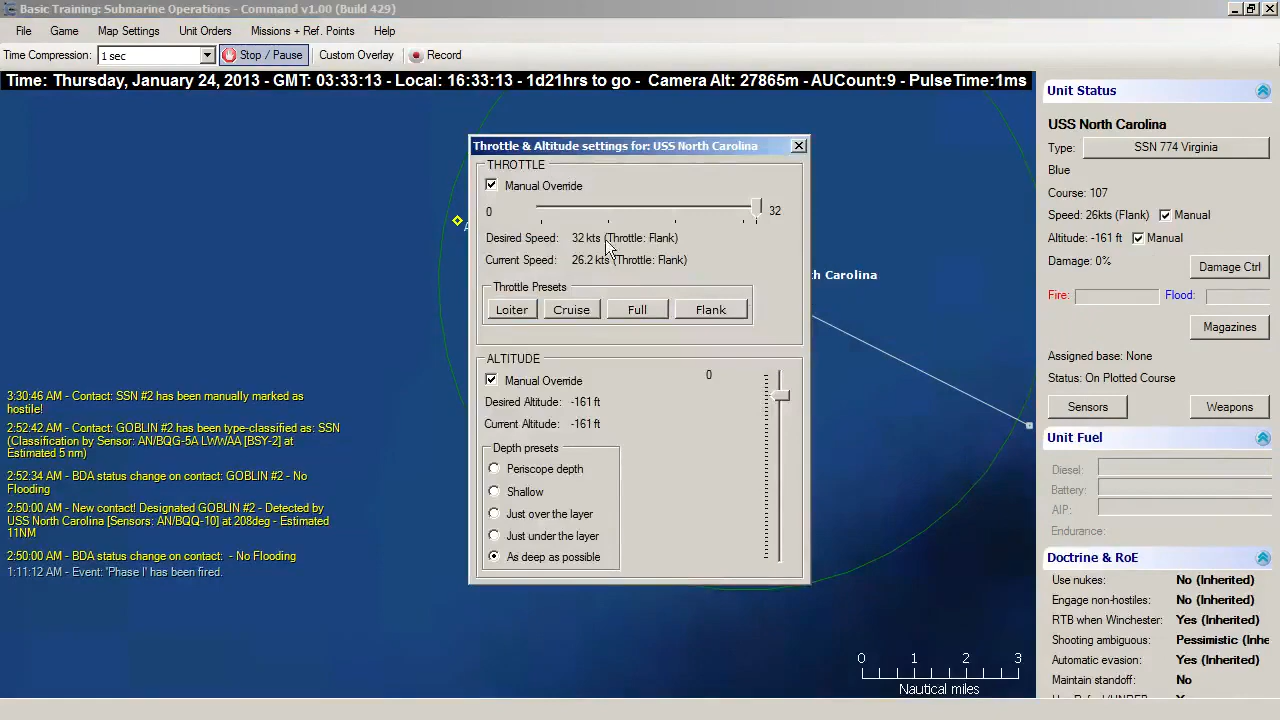 Basic Training: Submarine Operations - Command v1.00 (Build 429)
File Game Map Settings Unit Orders Missions + Ref. Points Help
Time Compression: 1 sec Stop / Pause Custom Overlay Record
Time: Thursday, January 24, 2013 - GMT: 03:33:13 - Local: 16:33:13 - 1d21hrs to go - Camera Alt: 27865m - AUCount:9 - PulseTime:1ms
Throttle & Altitude settings for: USS North Carolina
THROTTLE
Manual Override
0 32
Desired Speed: 32 kts (Throttle: Flank)
Current Speed: 26.2 kts (Throttle: Flank)
Throttle Presets
Loiter Cruise Full Flank
ALTITUDE
Manual Override 0
Desired Altitude: -161 ft
Current Altitude: -161 ft
Depth presets
Periscope depth
Shallow
Just over the layer
Just under the layer
As deep as possible
th Carolina
3:30:46 AM - Contact: SSN #2 has been manually marked as
hostile!
2:52:42 AM - Contact: GOBLIN #2 has been type-classified as: SSN
(Classification by Sensor: AN/BQG-5A LWWAA [BSY-2] at
Estimated 5 nm)
2:52:34 AM - BDA status change on contact: GOBLIN #2 - No
Flooding
2:50:00 AM - New contact! Designated GOBLIN #2 - Detected by
USS North Carolina [Sensors: AN/BQQ-10] at 208deg - Estimated
11NM
2:50:00 AM - BDA status change on contact:  - No Flooding
1:11:12 AM - Event: 'Phase I' has been fired.
0 1 2 3
Nautical miles
Unit Status
USS North Carolina
Type: SSN 774 Virginia
Blue
Course: 107
Speed: 26kts (Flank) Manual
Altitude: -161 ft Manual
Damage: 0% Damage Ctrl
Fire: Flood:
Magazines
Assigned base: None
Status: On Plotted Course
Sensors Weapons
Unit Fuel
Diesel:
Battery:
AIP:
Endurance:
Doctrine & RoE
Use nukes: No (Inherited)
Engage non-hostiles: No (Inherited)
RTB when Winchester: Yes (Inherited)
Shooting ambiguous: Pessimistic (Inhe
Automatic evasion: Yes (Inherited)
Maintain standoff: No